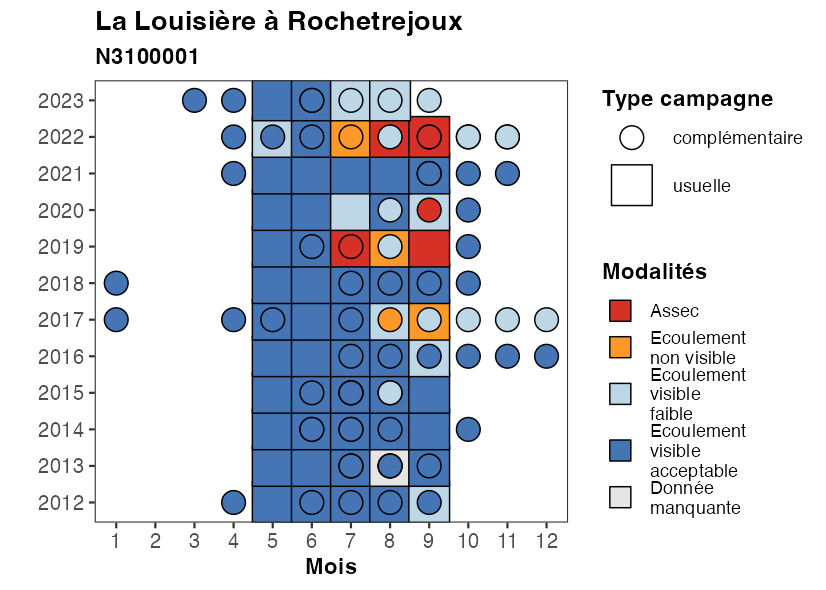 La Louisière à Rochetrejoux
N3100001
2023
2022
2021
2020
2019
2018
2017
2016
2015
2014
2013
2012
1 2 3 4 5 6 7 8 9 10 11 12
Mois
Type campagne
complémentaire
usuelle
Modalités
Assec
Ecoulement
non visible
Ecoulement
visible
faible
Ecoulement
visible
acceptable
Donnée
manquante